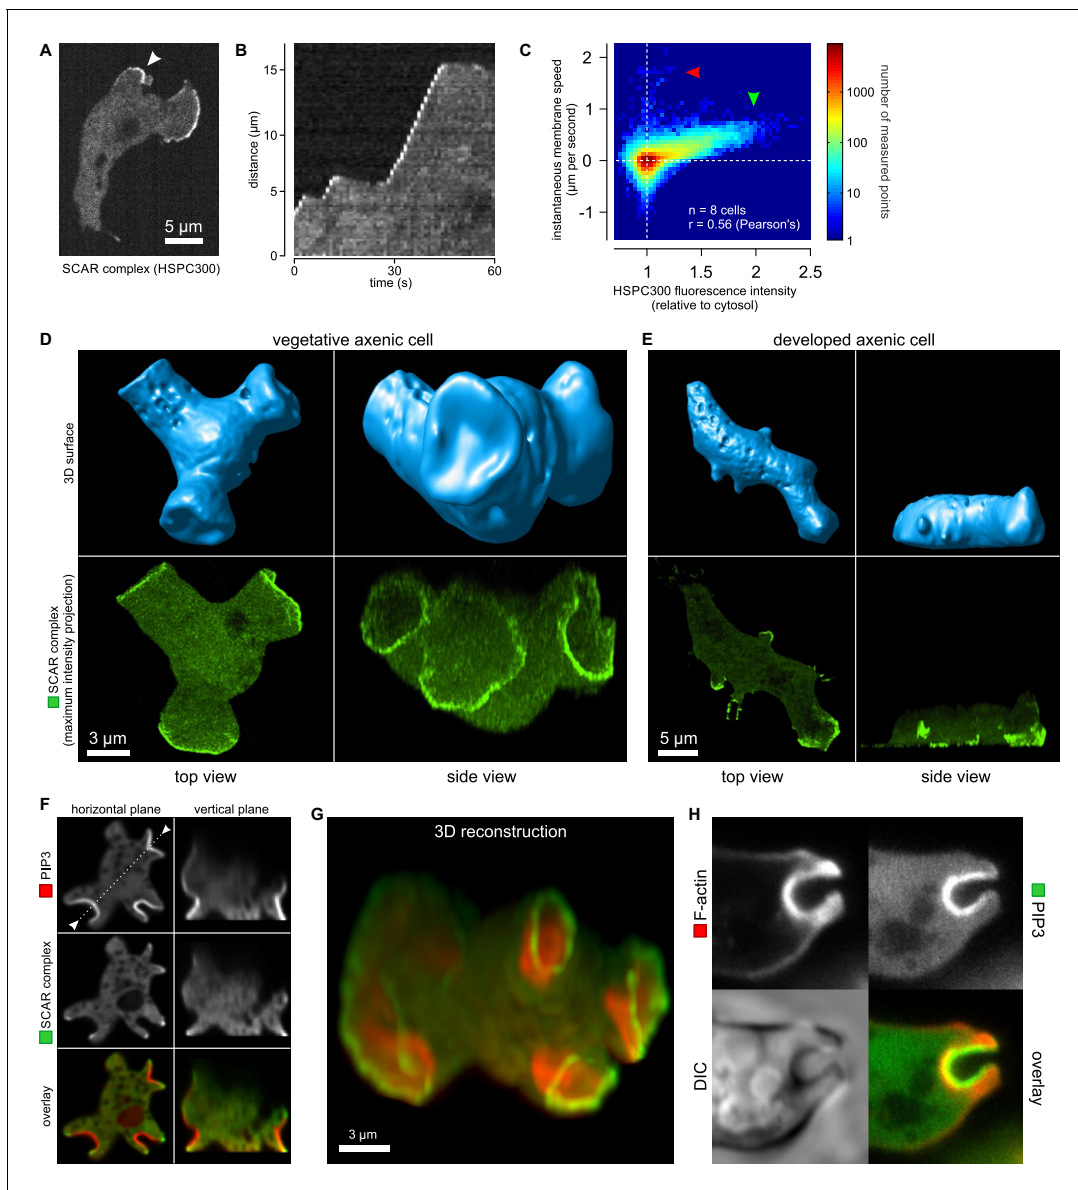 A
5 µm
SCAR complex (HSPC300)
B
distance (µm)
15
10
5
0
0
30
60
time (s)
C
instantaneous membrane speed
(µm per second)
2
1
0
-1
n = 8 cells
r = 0.56 (Pearson's)
1
1.5
2
2.5
HSPC300 fluorescence intensity
(relative to cytosol)
1000
100
10
1
number of measured points
D
vegetative axenic cell
3D surface
SCAR complex
(maximum intensity projection)
3 µm
top view
side view
E
developed axenic cell
5 µm
top view
side view
F
horizontal plane
vertical plane
PIP3
SCAR complex
overlay
G
3D reconstruction
3 µm
H
F-actin
PIP3
DIC
overlay